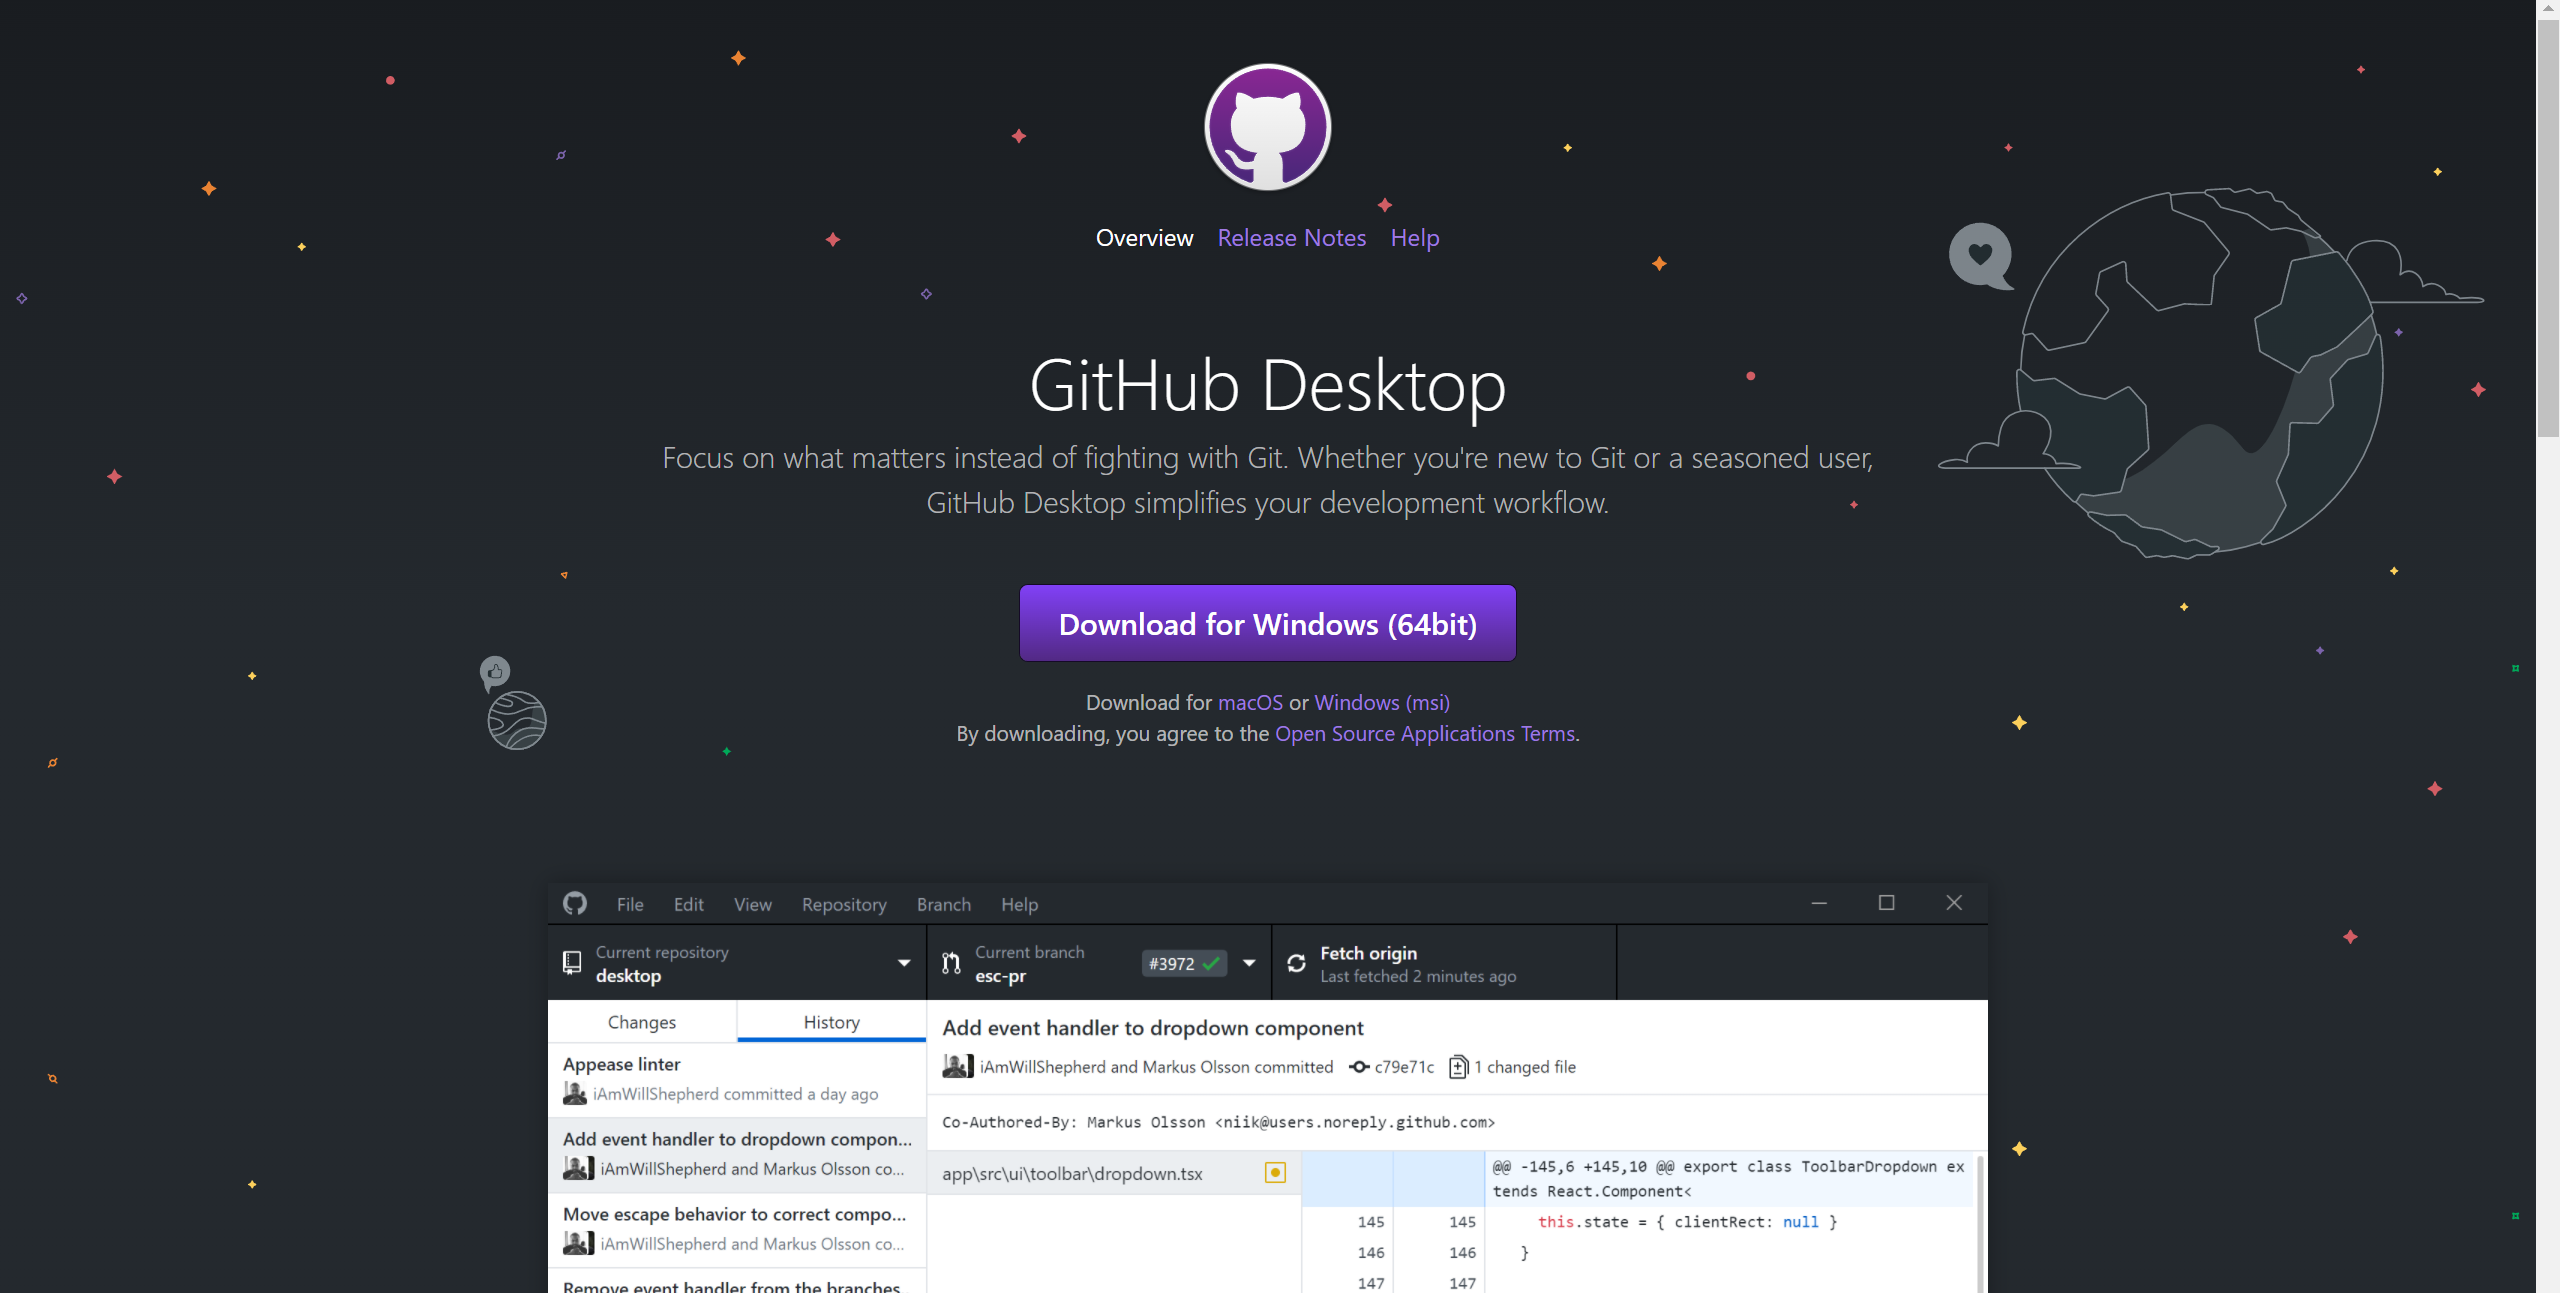 Overview Release Notes Help
GitHub Desktop
Focus on what matters instead of fighting with Git. Whether you're new to Git or a seasoned user,
GitHub Desktop simplifies your development workflow.
Download for Windows (64bit)
Download for macOS or Windows (msi)
By downloading, you agree to the Open Source Applications Terms.
File Edit View Repository Branch Help
Current repository
desktop
Current branch
esc-pr
#3972
Fetch origin
Last fetched 2 minutes ago
Changes History
Appease linter
iAmWillShepherd committed a day ago
Add event handler to dropdown compon...
iAmWillShepherd and Markus Olsson co...
Move escape behavior to correct compo...
iAmWillShepherd and Markus Olsson co...
Remove event handler from the branches.
Add event handler to dropdown component
iAmWillShepherd and Markus Olsson committed c79e71c 1 changed file
Co-Authored-By: Markus Olsson <niik@users.noreply.github.com>
app\src\ui\toolbar\dropdown.tsx
@@ -145,6 +145,10 @@ export class ToolbarDropdown ex
tends React.Component<
145 145 this.state = { clientRect: null }
146 146 }
147 147